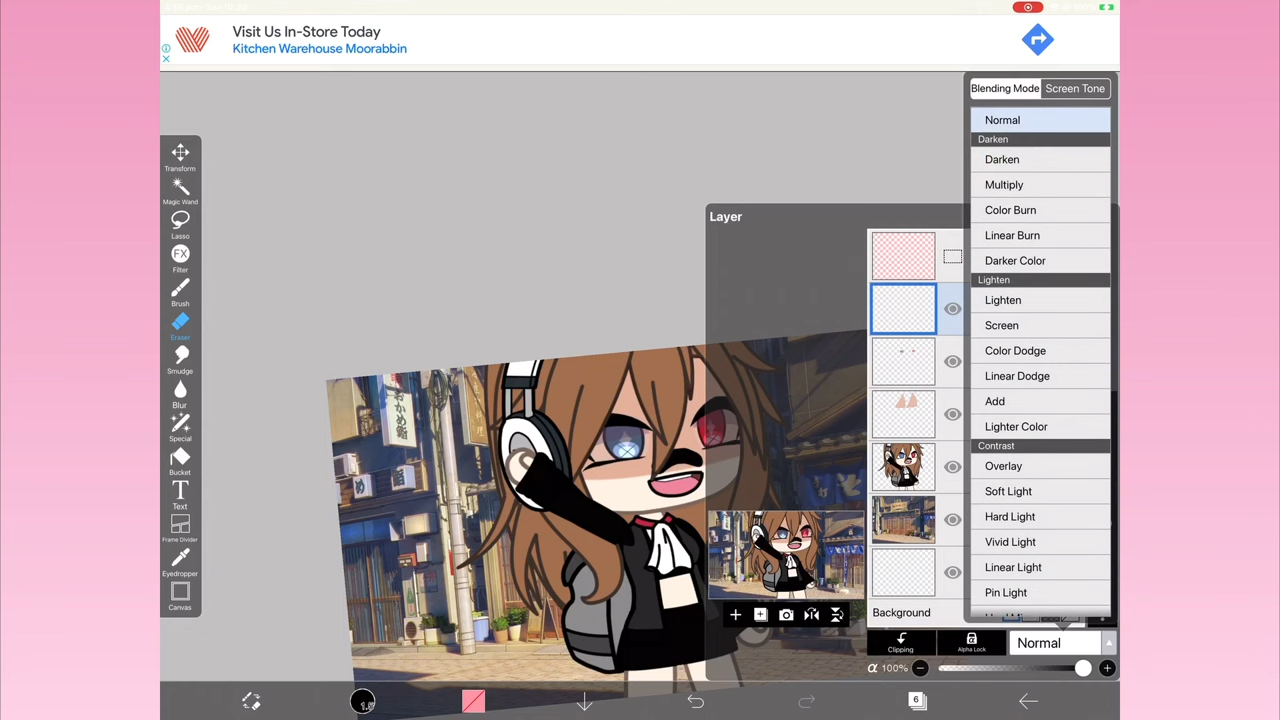 Visit Us In-Store Today
Kitchen Warehouse Moorabbin
Blending Mode
Screen Tone
Normal
Darken
Darken
Multiply
Color Burn
Linear Burn
Darker Color
Lighten
Lighten
Screen
Color Dodge
Linear Dodge
Add
Lighter Color
Contrast
Overlay
Soft Light
Hard Light
Vivid Light
Linear Light
Pin Light
Transform
Magic Wand
Lasso
FX
Filter
Brush
Eraser
Smudge
Blur
Special
Bucket
T
Text
Frame Divider
Eyedropper
Canvas
Layer
Background
Clipping
Alpha Lock
Normal
α 100%
6